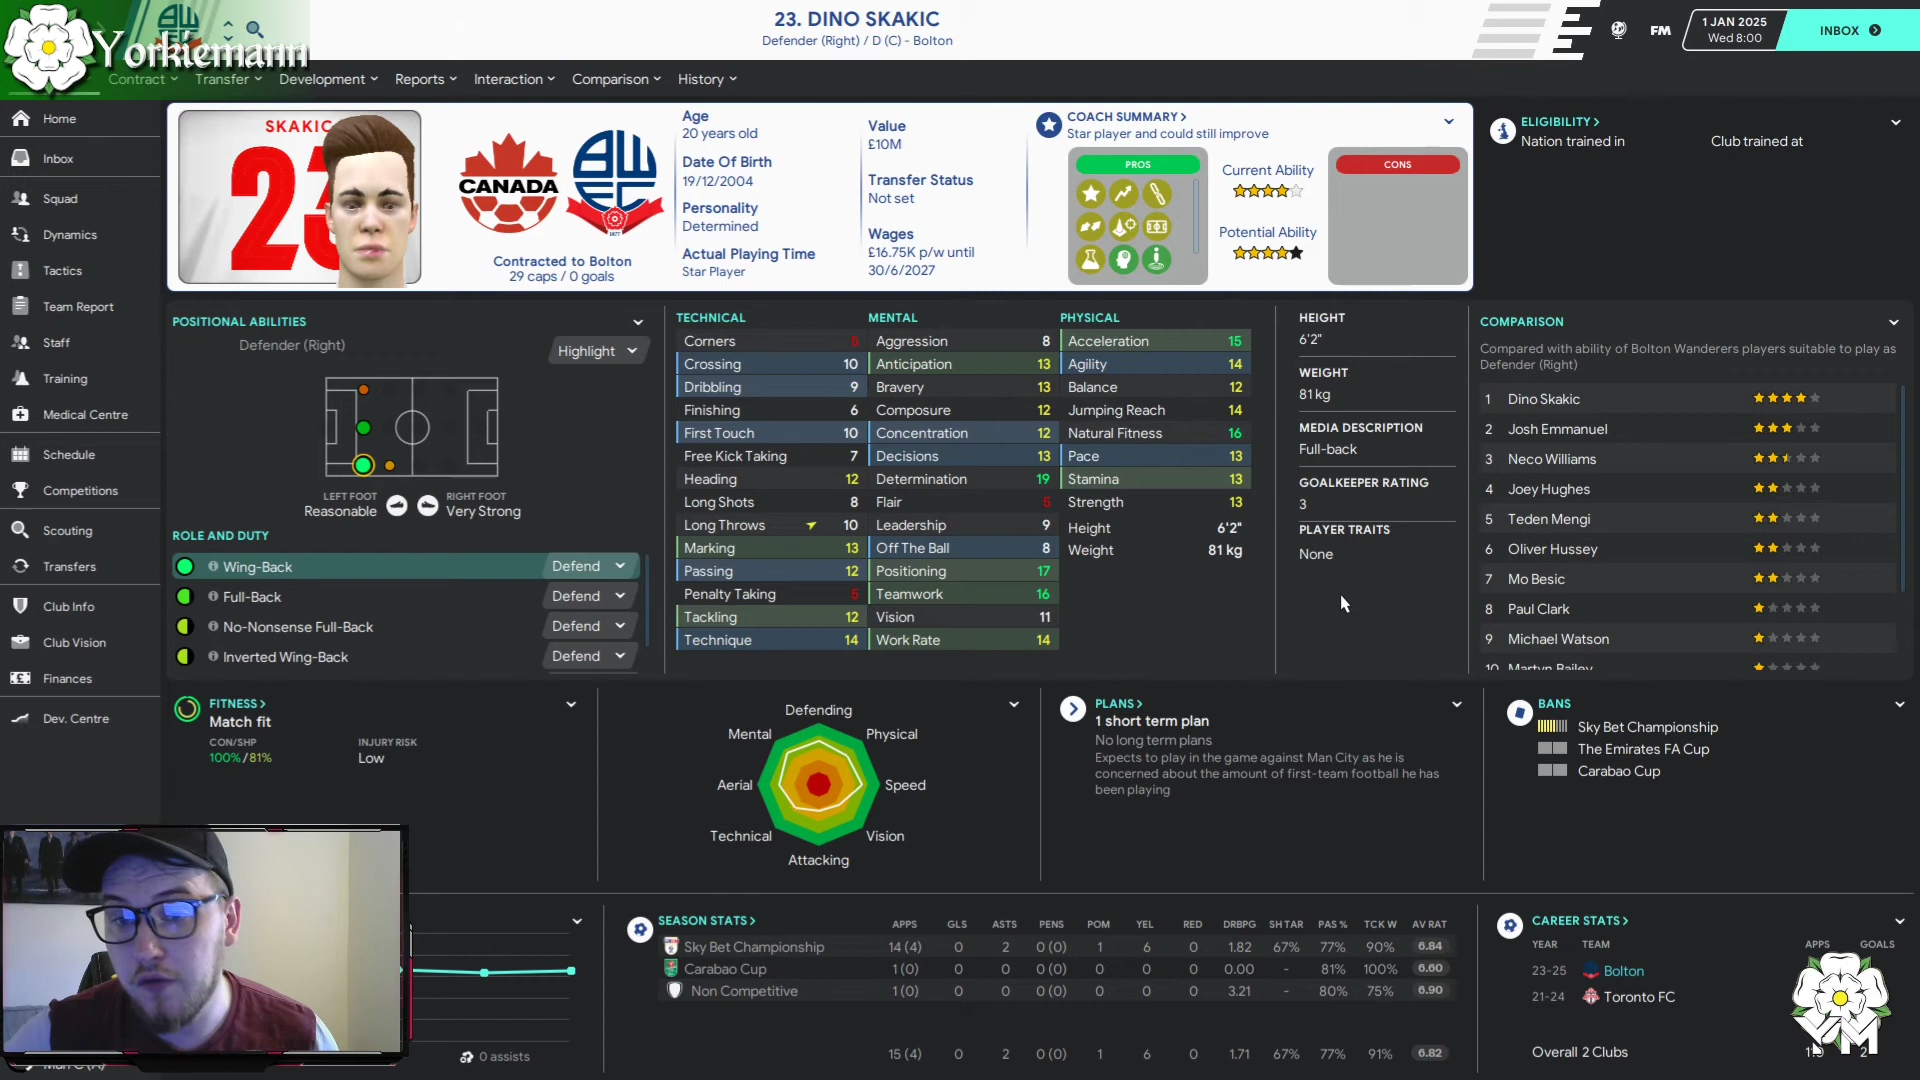 Yorkiemann
23. DINO SKAKIC
Defender (Right) / D (C) - Bolton
FM
1 JAN 2025
Wed 8:00
INBOX
Contract
Transfer
Development
Reports
Interaction
Comparison
History
Home
Inbox
Squad
Dynamics
Tactics
Team Report
Staff
Training
Medical Centre
Schedule
Competitions
Scouting
Transfers
Club Info
Club Vision
Finances
Dev. Centre
SKAKIC
23
CANADA
Contracted to Bolton
29 caps / 0 goals
Age
20 years old
Date Of Birth
19/12/2004
Personality
Determined
Actual Playing Time
Star Player
Value
£10M
Transfer Status
Not set
Wages
£16.75K p/w until
30/6/2027
COACH SUMMARY >
Star player and could still improve
PROS
Current Ability
Potential Ability
CONS
ELIGIBILITY >
Nation trained in Club trained at
POSITIONAL ABILITIES
Defender (Right)
Highlight
LEFT FOOT
Reasonable
RIGHT FOOT
Very Strong
ROLE AND DUTY
Wing-Back Defend
Full-Back Defend
No-Nonsense Full-Back Defend
Inverted Wing-Back Defend
TECHNICAL
Corners 5
Crossing 10
Dribbling 9
Finishing 6
First Touch 10
Free Kick Taking 7
Heading 12
Long Shots 8
Long Throws 10
Marking 13
Passing 12
Penalty Taking 5
Tackling 12
Technique 14
MENTAL
Aggression 8
Anticipation 13
Bravery 13
Composure 12
Concentration 12
Decisions 13
Determination 19
Flair 5
Leadership 9
Off The Ball 8
Positioning 17
Teamwork 16
Vision 11
Work Rate 14
PHYSICAL
Acceleration 15
Agility 14
Balance 12
Jumping Reach 14
Natural Fitness 16
Pace 13
Stamina 13
Strength 13
Height 6'2"
Weight 81 kg
HEIGHT
6'2"
WEIGHT
81 kg
MEDIA DESCRIPTION
Full-back
GOALKEEPER RATING
3
PLAYER TRAITS
None
COMPARISON
Compared with ability of Bolton Wanderers players suitable to play as
Defender (Right)
1 Dino Skakic
2 Josh Emmanuel
3 Neco Williams
4 Joey Hughes
5 Teden Mengi
6 Oliver Hussey
7 Mo Besic
8 Paul Clark
9 Michael Watson
10 Martyn Bailey
FITNESS >
Match fit
CON/SHP
100%/81%
INJURY RISK
Low
Defending
Physical
Speed
Vision
Attacking
Technical
Aerial
Mental
PLANS >
1 short term plan
No long term plans
Expects to play in the game against Man City as he is
concerned about the amount of first-team football he has
been playing
BANS
Sky Bet Championship
The Emirates FA Cup
Carabao Cup
0 assists
SEASON STATS > APPS GLS ASTS PENS POM YEL RED DRBPG SH TAR PAS % TCK W AV RAT
Sky Bet Championship 14 (4) 0 2 0 (0) 1 6 0 1.82 67% 77% 90% 6.84
Carabao Cup 1 (0) 0 0 0 (0) 0 0 0 0.00 - 81% 100% 6.60
Non Competitive 1 (0) 0 0 0 (0) 0 0 0 3.21 - 80% 75% 6.90
15 (4) 0 2 0 (0) 1 6 0 1.71 67% 77% 91% 6.82
CAREER STATS >
YEAR TEAM APPS GOALS
23-25 Bolton
21-24 Toronto FC
Overall 2 Clubs 2
YM